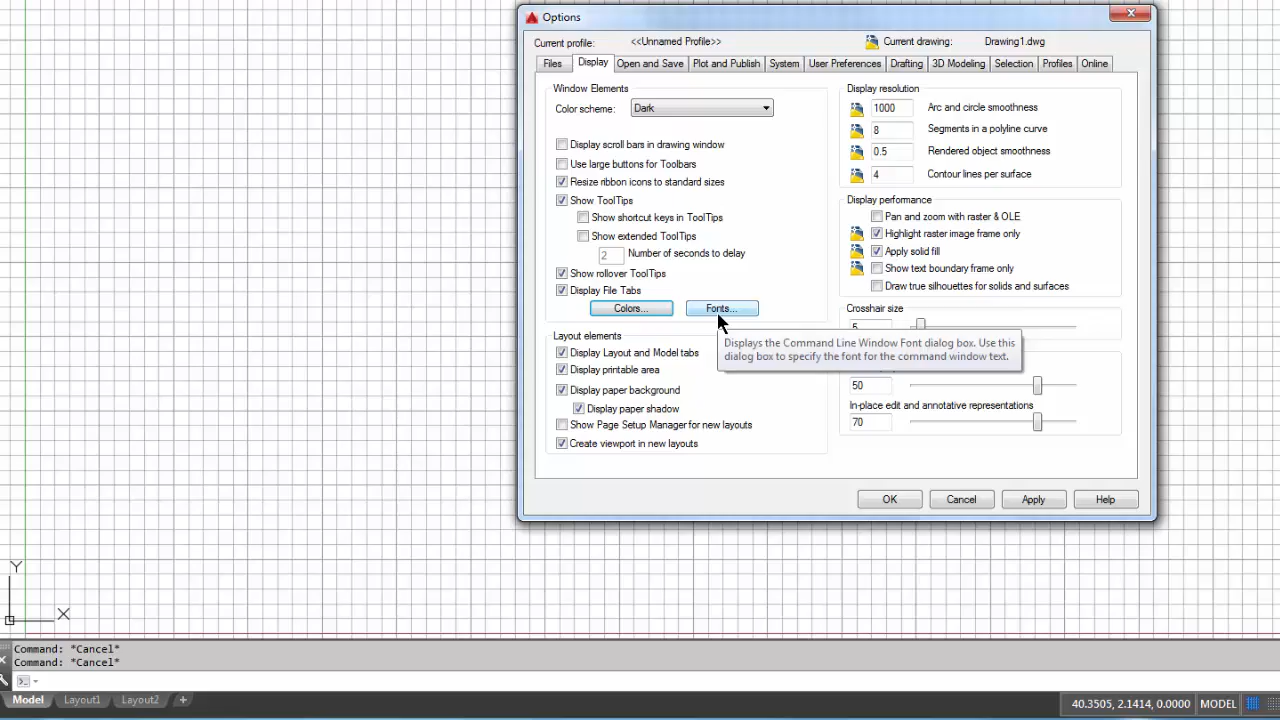 Options
Current profile: <<Unnamed Profile>> Current drawing: Drawing1.dwg
Files Display Open and Save Plot and Publish System User Preferences Drafting 3D Modeling Selection Profiles Online
Window Elements
Color scheme: Dark
Display scroll bars in drawing window
Use large buttons for Toolbars
Resize ribbon icons to standard sizes
Show ToolTips
Show shortcut keys in ToolTips
Show extended ToolTips
2 Number of seconds to delay
Show rollover ToolTips
Display File Tabs
Colors... Fonts...
Layout elements
Display Layout and Model tabs
Display printable area
Display paper background
Display paper shadow
Show Page Setup Manager for new layouts
Create viewport in new layouts
Display resolution
1000 Arc and circle smoothness
8 Segments in a polyline curve
0.5 Rendered object smoothness
4 Contour lines per surface
Display performance
Pan and zoom with raster & OLE
Highlight raster image frame only
Apply solid fill
Show text boundary frame only
Draw true silhouettes for solids and surfaces
Crosshair size
5
Displays the Command Line Window Font dialog box. Use this
dialog box to specify the font for the command window text.
50
In-place edit and annotative representations
70
OK Cancel Apply Help
Y
X
Command: *Cancel*
Command: *Cancel*
Model Layout1 Layout2 +
40.3505, 2.1414, 0.0000 MODEL